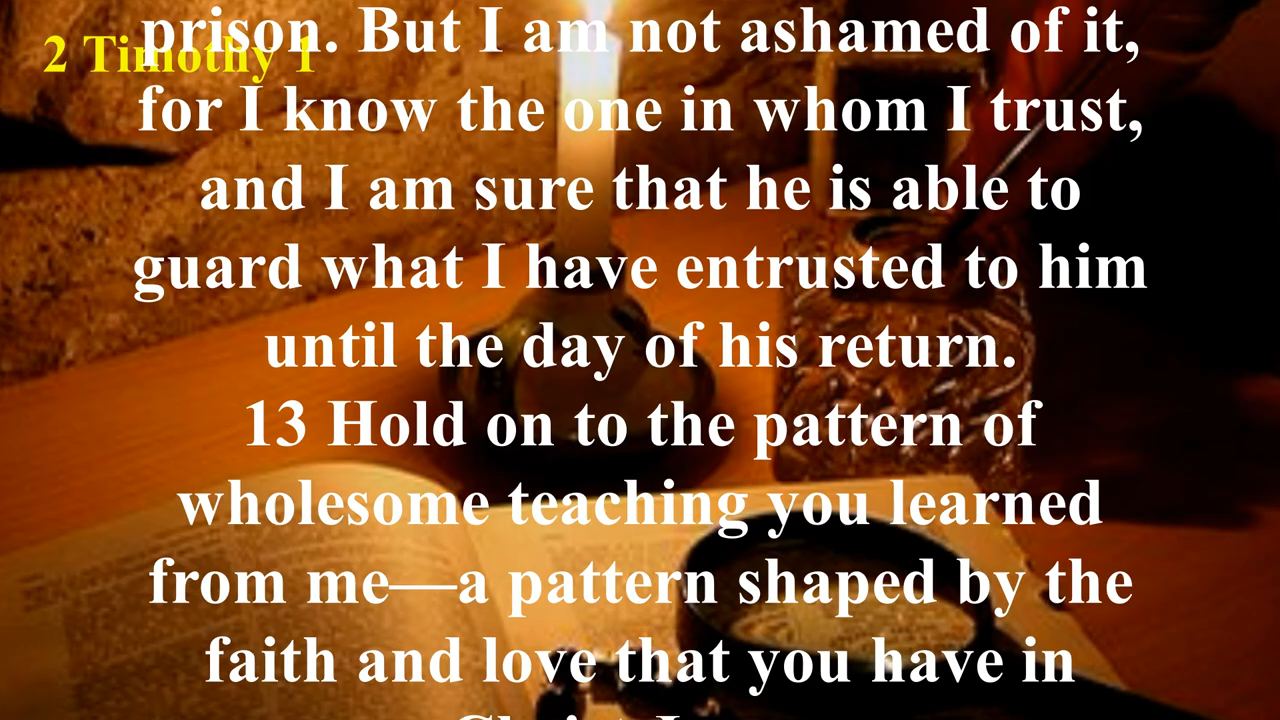 prison. But I am not ashamed of it,
2 Timothy 1
for I know the one in whom I trust,
and I am sure that he is able to
guard what I have entrusted to him
until the day of his return.
13 Hold on to the pattern of
wholesome teaching you learned
from me—a pattern shaped by the
faith and love that you have in